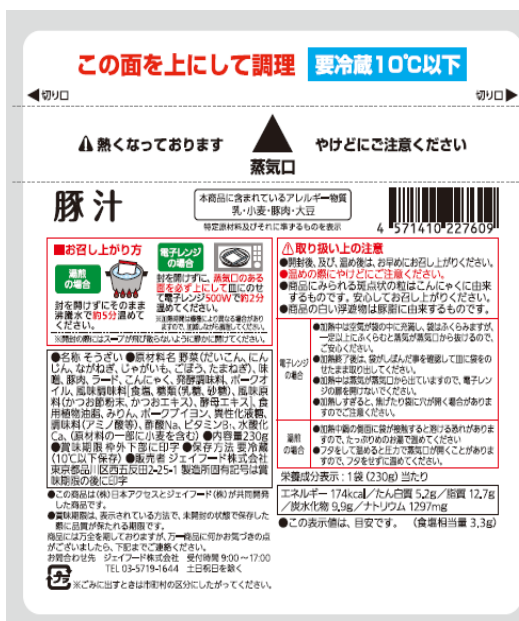 この面を上にして調理 要冷蔵10℃以下
◀切り口 切り口▶
⚠熱くなっております やけどにご注意ください
蒸気口
豚汁
本商品に含まれているアレルギー物質
乳・小麦・豚肉・大豆
特定原材料及びそれに準ずるものを表示
4 571410 227609
■お召し上がり方
湯煎の場合
封を開けずにそのまま
沸騰水で約5分温めて
ください。
電子レンジの場合
封を開けずに、蒸気口のある
面を必ず上にして皿にのせ
て電子レンジ500Wで約2分
温めてください。
※加熱時間は機種により異なる場合があり
ますので、加減しながら調理してください。
※開封の際にはスープが飛び散らないように静かに開けてください。
⚠取り扱い上の注意
●開封後、及び、温め後は、お早めにお召し上がりください。
●温めの際にやけどにご注意ください。
●商品にみられる斑点状の粒はこんにゃくに由来
するものです。安心してお召し上がりください。
●商品の白い浮遊物は豚脂に由来するものです。
電子レンジの場合
●加熱中は空気が袋の中に充満し、袋はふくらみますが、
一定以上にふくらむと蒸気が蒸気口から抜けるので、
ご安心ください。
●加熱終了後は、袋がしぼんだ事を確認して皿に袋をの
せたまま取り出してください。
●加熱中は蒸気が蒸気口から出ていますので、電子レン
ジの扉を開けないでください。
●加熱しすぎると、焦げたり袋に穴が開く場合があります
のでご注意ください。
湯煎の場合
●加熱中鍋の側面に袋が接触すると溶ける恐れがありま
すので、たっぷりめのお湯で温めてください
●フタをして温めると圧力で蒸気口が開くことがありま
すので、フタをせずに温めてください。
●名称 そうざい ●原材料名 野菜(だいこん、にん
じん、ながねぎ、じゃがいも、ごぼう、たまねぎ)、味
噌、豚肉、ラード、こんにゃく、発酵調味料、ポークオ
イル、風味調味料(食塩、糖類(乳糖、砂糖)、風味原
料(かつお節粉末、かつおエキス)、酵母エキス)、食
用植物油脂、みりん、ポークブイヨン、異性化液糖、
調味料(アミノ酸等)、酢酸Na、ビタミンB₁、水酸化
Ca、(原材料の一部に小麦を含む) ●内容量230g
●賞味期限 枠外下部に印字 ●保存方法 要冷蔵
(10℃以下保存) ●販売者 ジェイフード株式会社
東京都品川区西五反田2-25-1 製造所固有記号は賞
味期限の後に印字
●この商品は(株)日本アクセスとジェイフード(株)が共同開発
した商品です。
●賞味期限は、表示されている方法で、未開封の状態で保存した
際に品質が保たれる期限です。
商品には万全を期しておりますが、万一商品に何かお気づきの点
がございましたら、下記までご連絡ください。
お問合わせ先 ジェイフード株式会社 受付時間 9:00～17:00
TEL 03-5719-1644 土日祝日を除く
プラ
※ごみに出すときは市町村の区分にしたがってください。
栄養成分表示:1袋(230g)当たり
エネルギー 174kcal/たん白質 5,2g/脂質 12,7g
/炭水化物 9,9g/ナトリウム 1297mg
●この表示値は、目安です。 (食塩相当量 3,3g)